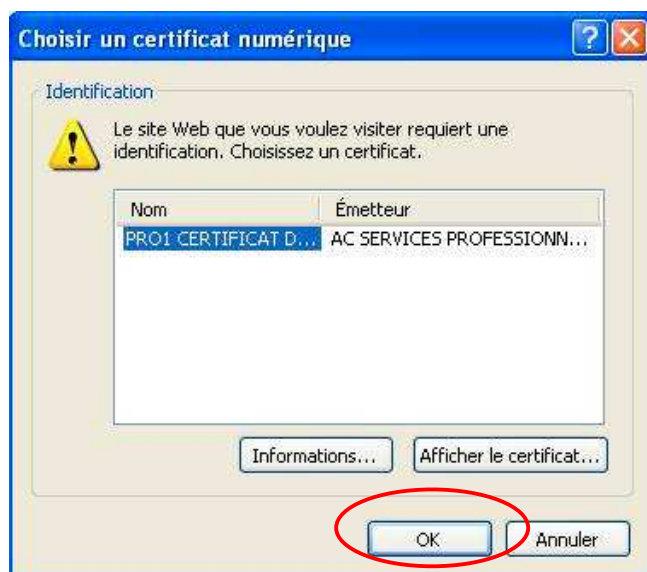 Choisir un certificat numérique
Identification
Le site Web que vous voulez visiter requiert une
identification. Choisissez un certificat.
Nom Émetteur
PRO1 CERTIFICAT D... AC SERVICES PROFESSIONN...
Informations... Afficher le certificat...
OK Annuler